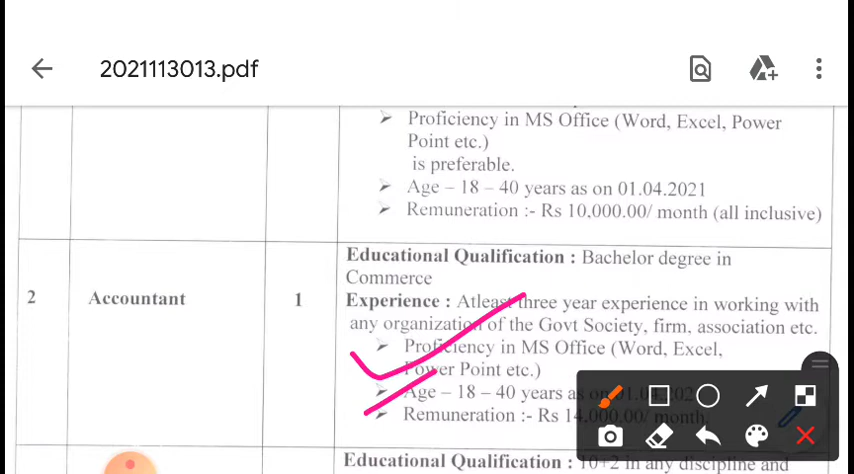 2021113013.pdf
Proficiency in MS Office (Word, Excel, Power
Point etc.)
is preferable.
Age – 18 – 40 years as on 01.04.2021
Remuneration :- Rs 10,000.00/ month (all inclusive)
2 Accountant 1
Educational Qualification : Bachelor degree in
Commerce
Experience : Atleast three year experience in working with
any organization of the Govt Society, firm, association etc.
Proficiency in MS Office (Word, Excel,
Power Point etc.)
Age – 18 – 40 years as on 01.04.202
Remuneration :- Rs 14,000.00/ month
Educational Qualification : 10+2 in any discipline and